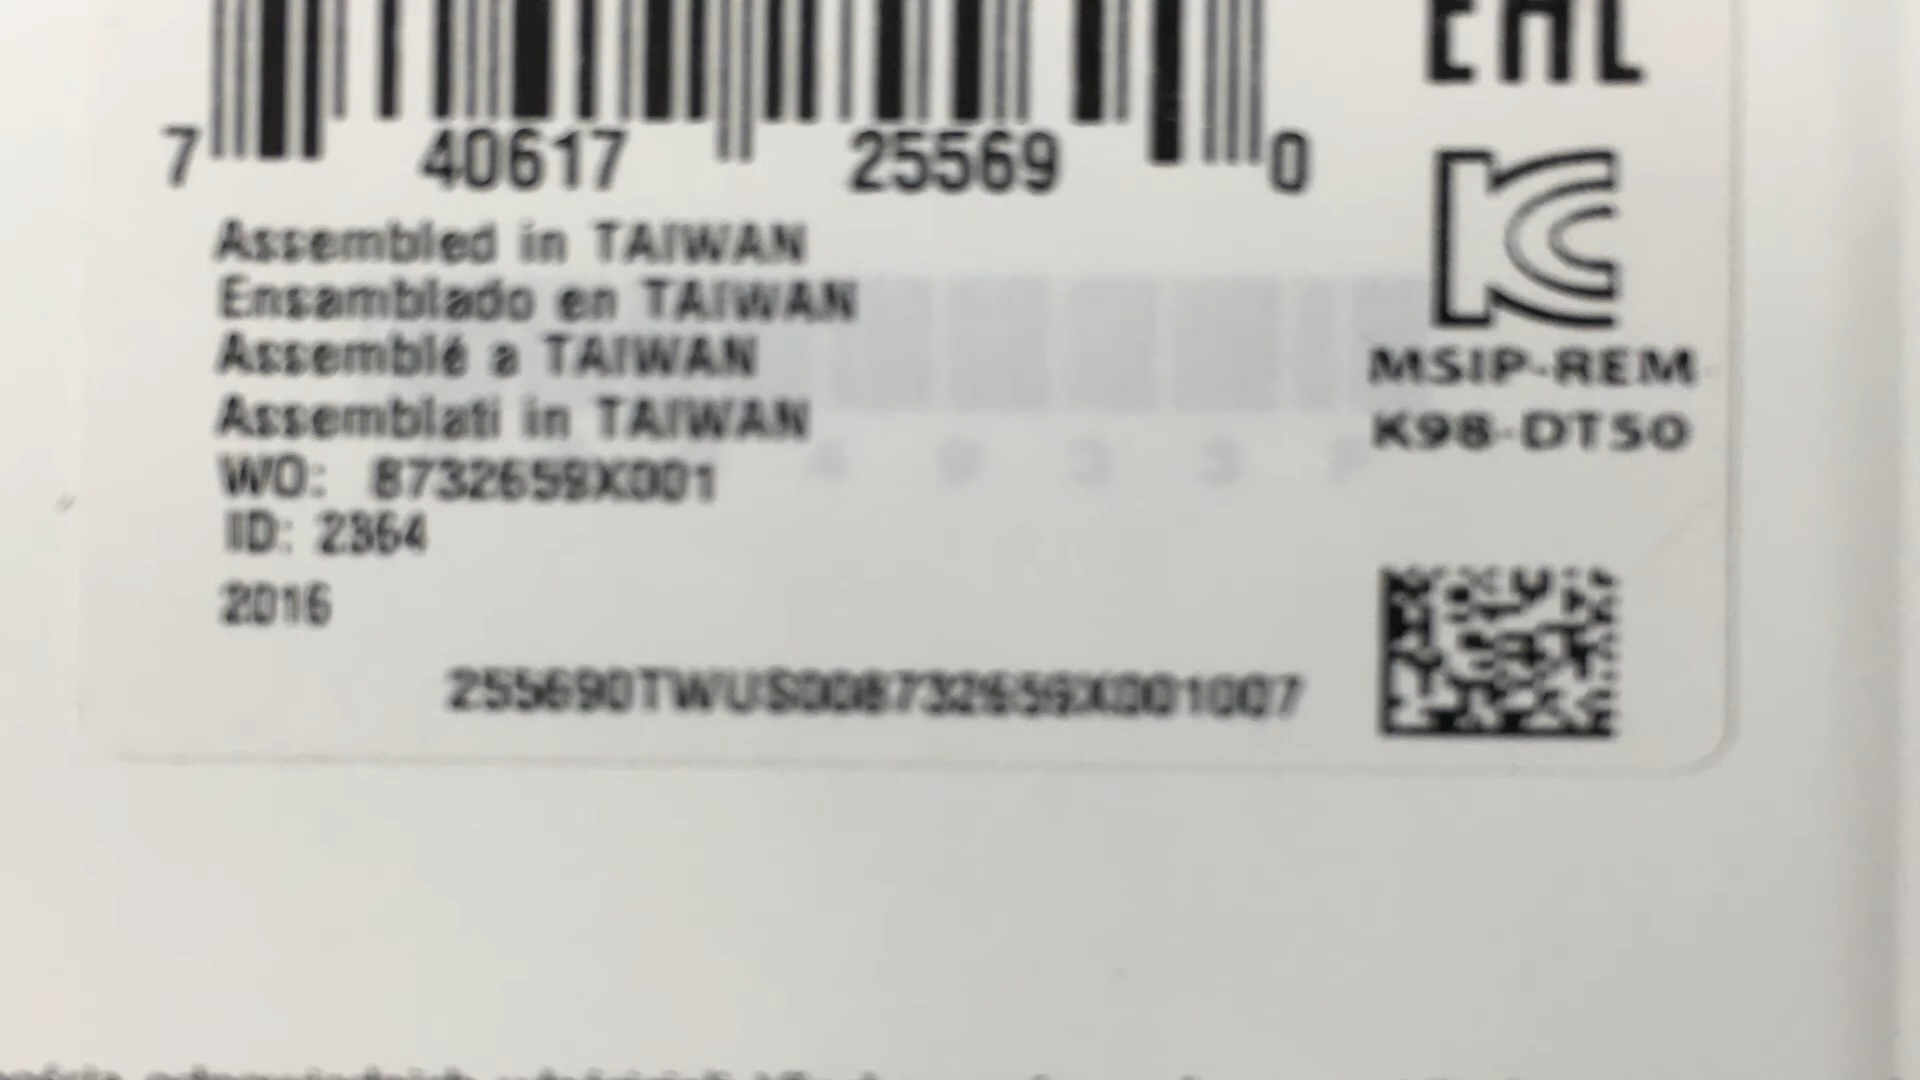 EAC
7 40617 25569 0
Assembled in TAIWAN
Ensamblado en TAIWAN
Assemblé a TAIWAN
Assemblati in TAIWAN
WO: 8732659X001
ID: 2364
2016
MSIP-REM
K98-DT50
255690TWUS008732659X001007